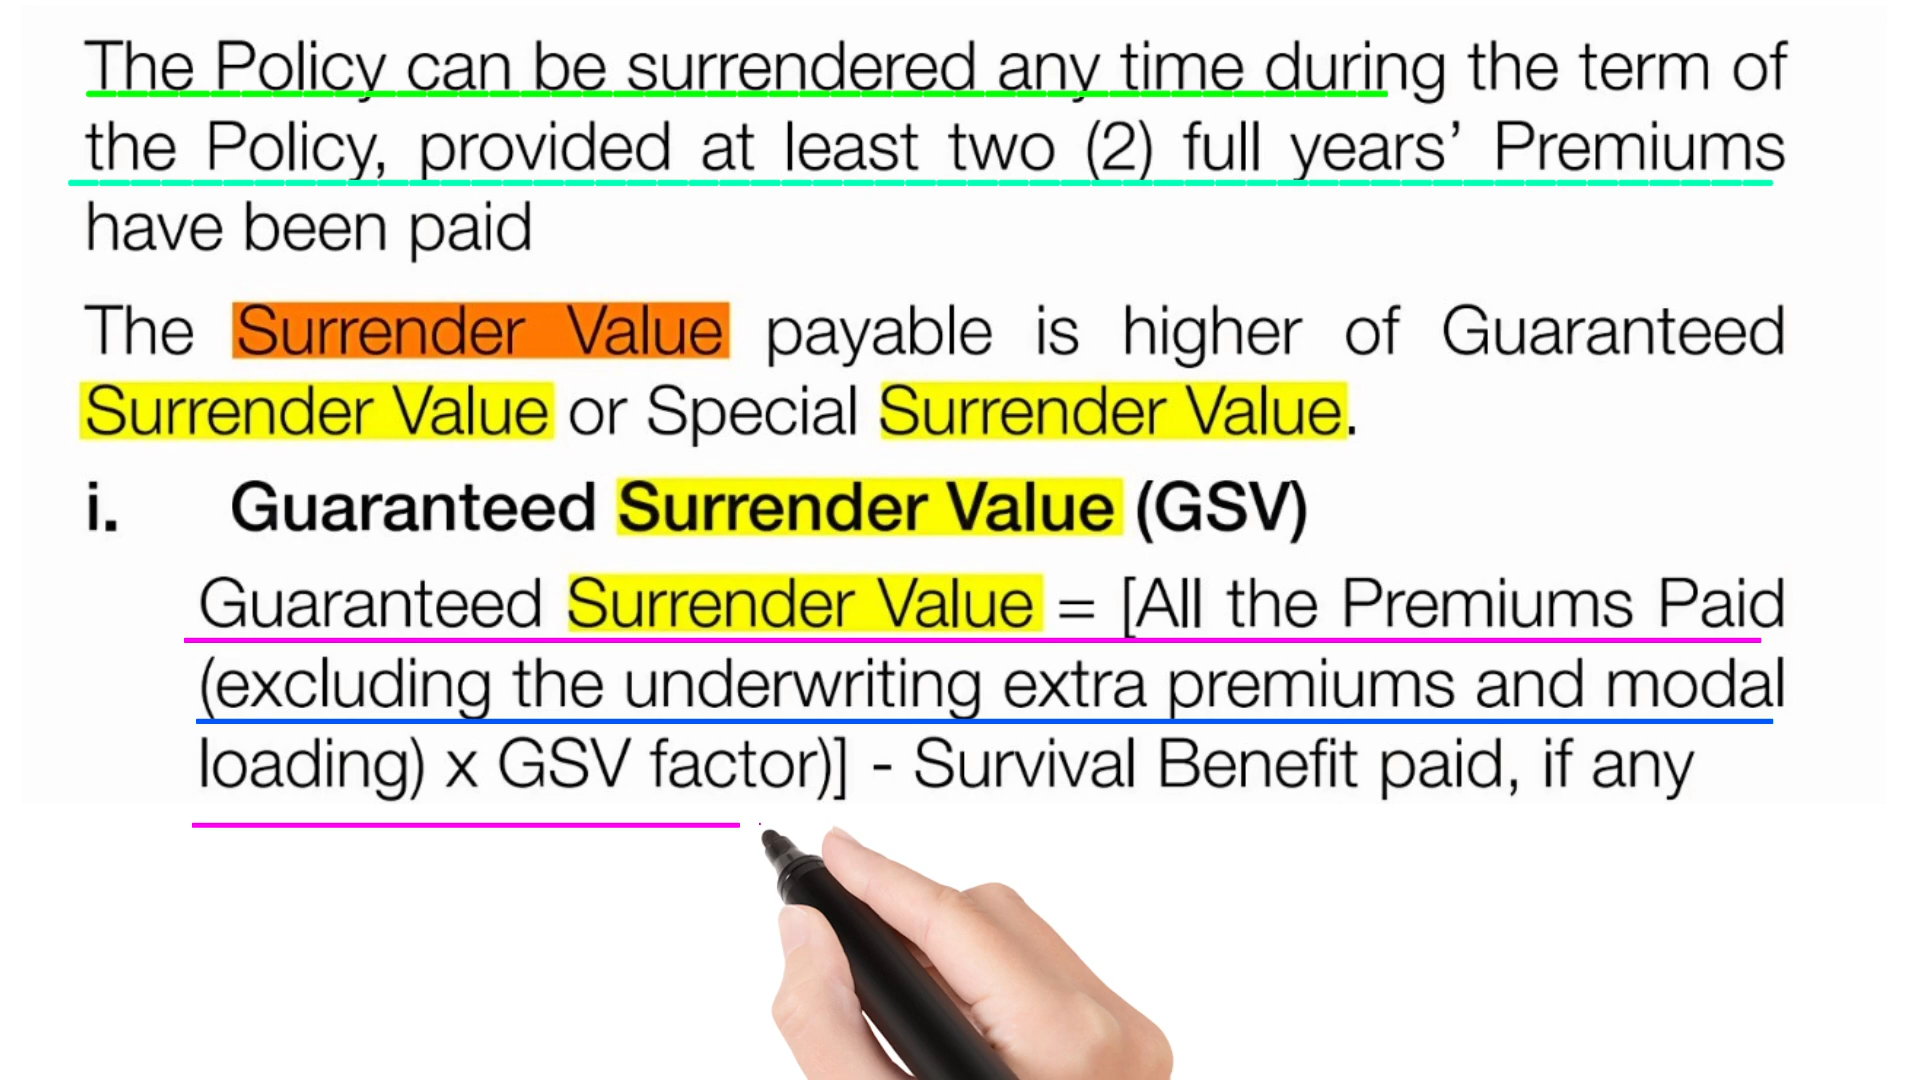 The Policy can be surrendered any time during the term of
the Policy, provided at least two (2) full years’ Premiums
have been paid
The Surrender Value payable is higher of Guaranteed
Surrender Value or Special Surrender Value.
i. Guaranteed Surrender Value (GSV)
Guaranteed Surrender Value = [All the Premiums Paid
(excluding the underwriting extra premiums and modal
loading) x GSV factor)] - Survival Benefit paid, if any